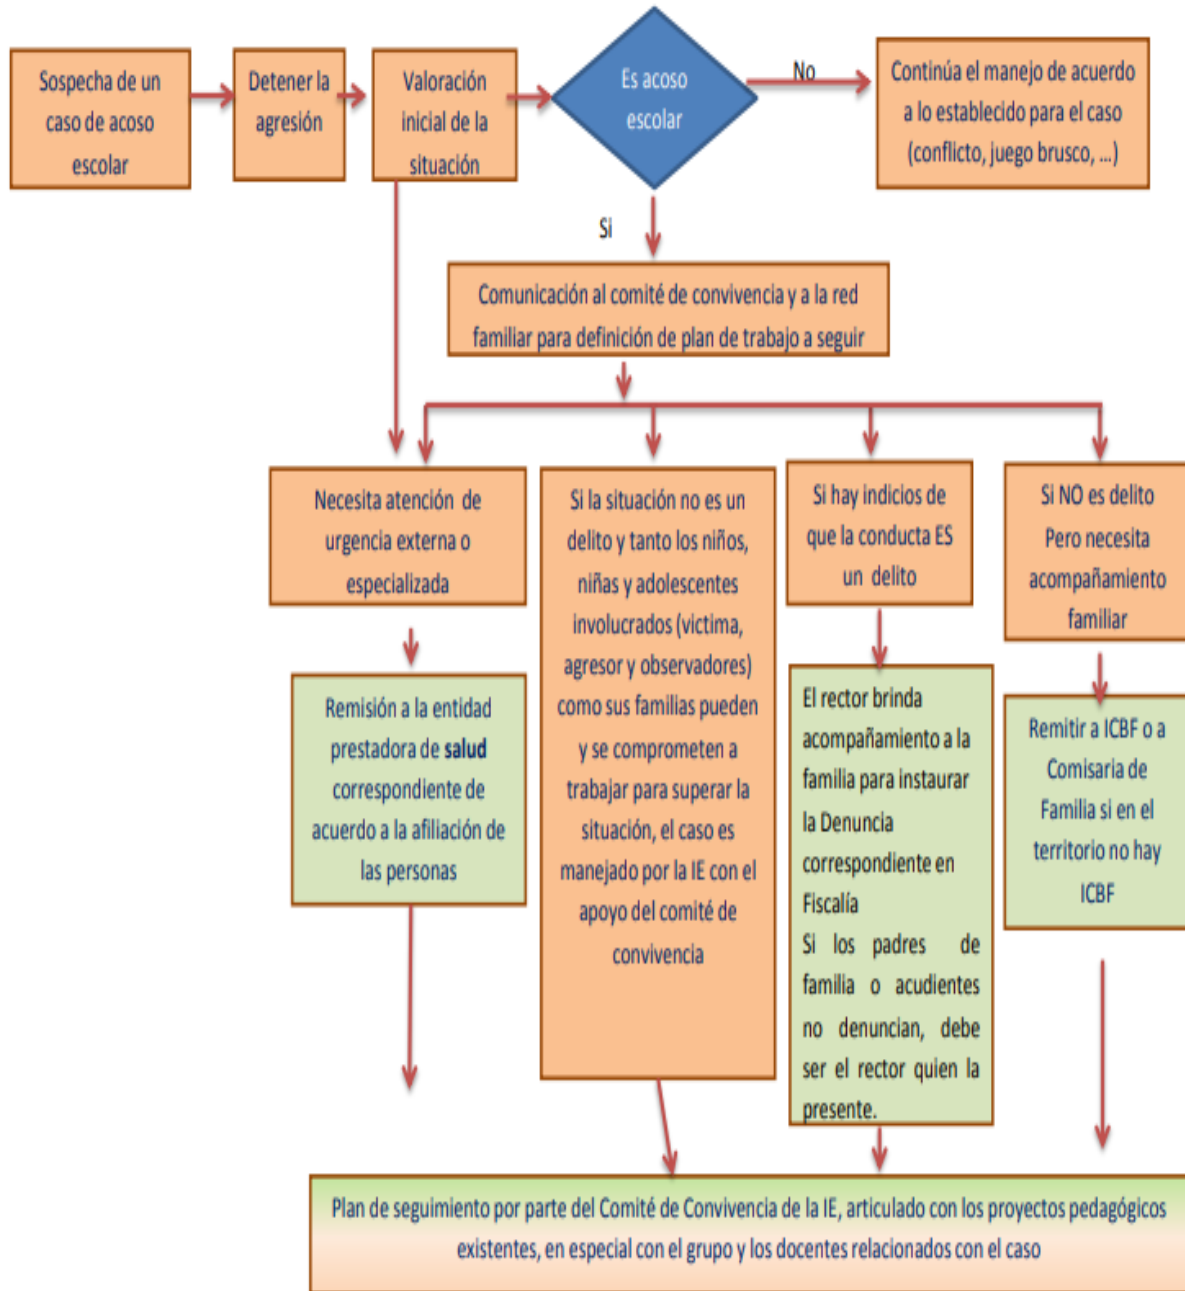 Sospecha de un
caso de acoso
escolar
Detener la
agresión
Valoración
inicial de la
situación
Es acoso
escolar
No
Continúa el manejo de acuerdo
a lo establecido para el caso
(conflicto, juego brusco, ...)
Si
Comunicación al comité de convivencia y a la red
familiar para definición de plan de trabajo a seguir
Necesita atención de
urgencia externa o
especializada
Si la situación no es un
delito y tanto los niños,
niñas y adolescentes
involucrados (victima,
agresor y observadores)
como sus familias pueden
y se comprometen a
trabajar para superar la
situación, el caso es
manejado por la IE con el
apoyo del comité de
convivencia
Si hay indicios de
que la conducta ES
un delito
Si NO es delito
Pero necesita
acompañamiento
familiar
Remisión a la entidad
prestadora de salud
correspondiente de
acuerdo a la afiliación de
las personas
El rector brinda
acompañamiento a la
familia para instaurar
la Denuncia
correspondiente en
Fiscalía
Si los padres de
familia o acudientes
no denuncian, debe
ser el rector quien la
presente.
Remitir a ICBF o a
Comisaria de
Familia si en el
territorio no hay
ICBF
Plan de seguimiento por parte del Comité de Convivencia de la IE, articulado con los proyectos pedagógicos
existentes, en especial con el grupo y los docentes relacionados con el caso